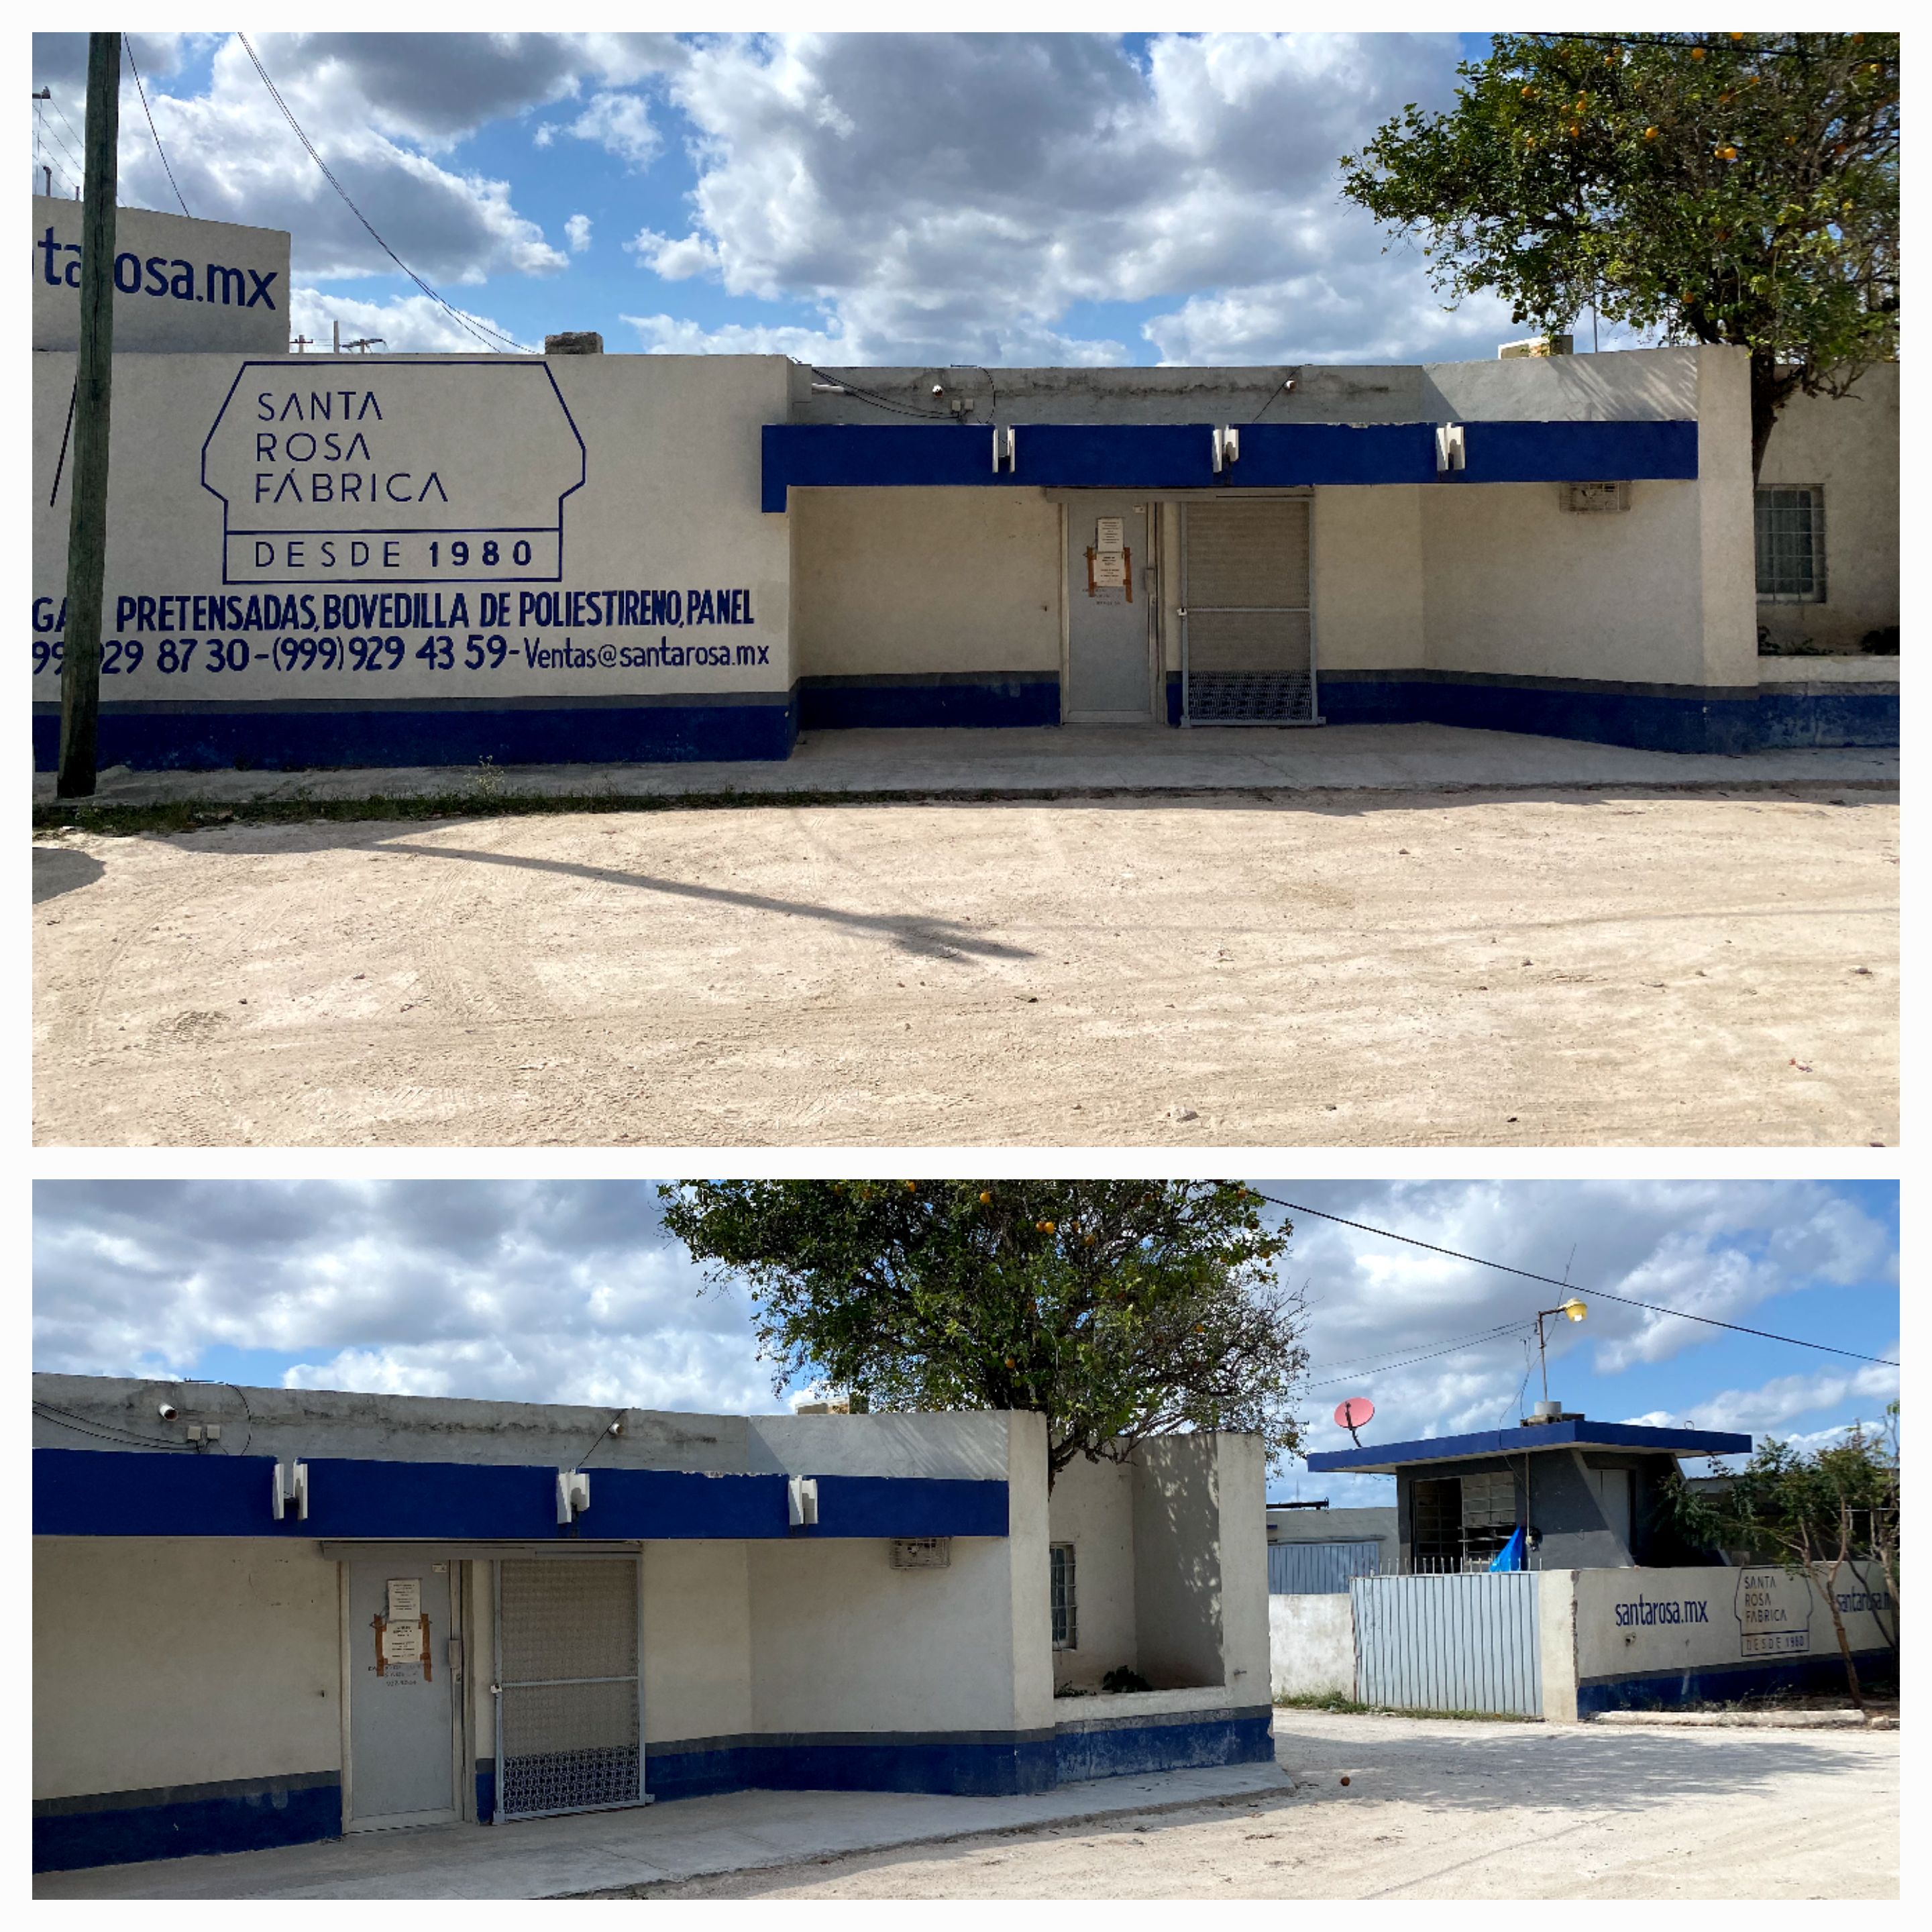 tarosa.mx
SANTA
ROSA
FÁBRICA
DESDE 1980
PRETENSADAS, BOVEDILLA DE POLIESTIRENO, PANEL
29 87 30-(999) 929 43 59-Ventas@santarosa.mx
santarosa.mx
SANTA
ROSA
FÁBRICA
DESDE 1980
santarosa.m